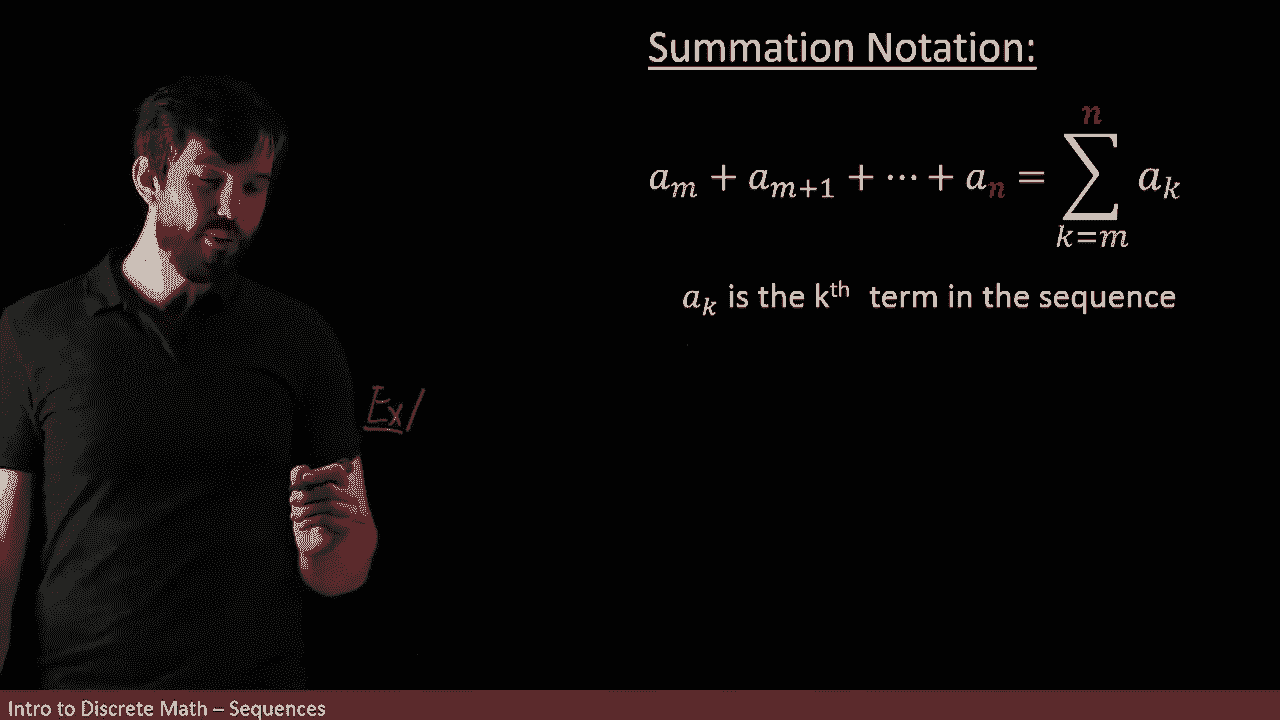 Summation Notation:
$a_m + a_{m+1} + \cdots + a_n = \sum_{k=m}^{n} a_k$
$a_k$ is the k$^{th}$ term in the sequence
Ex/
Intro to Discrete Math – Sequences